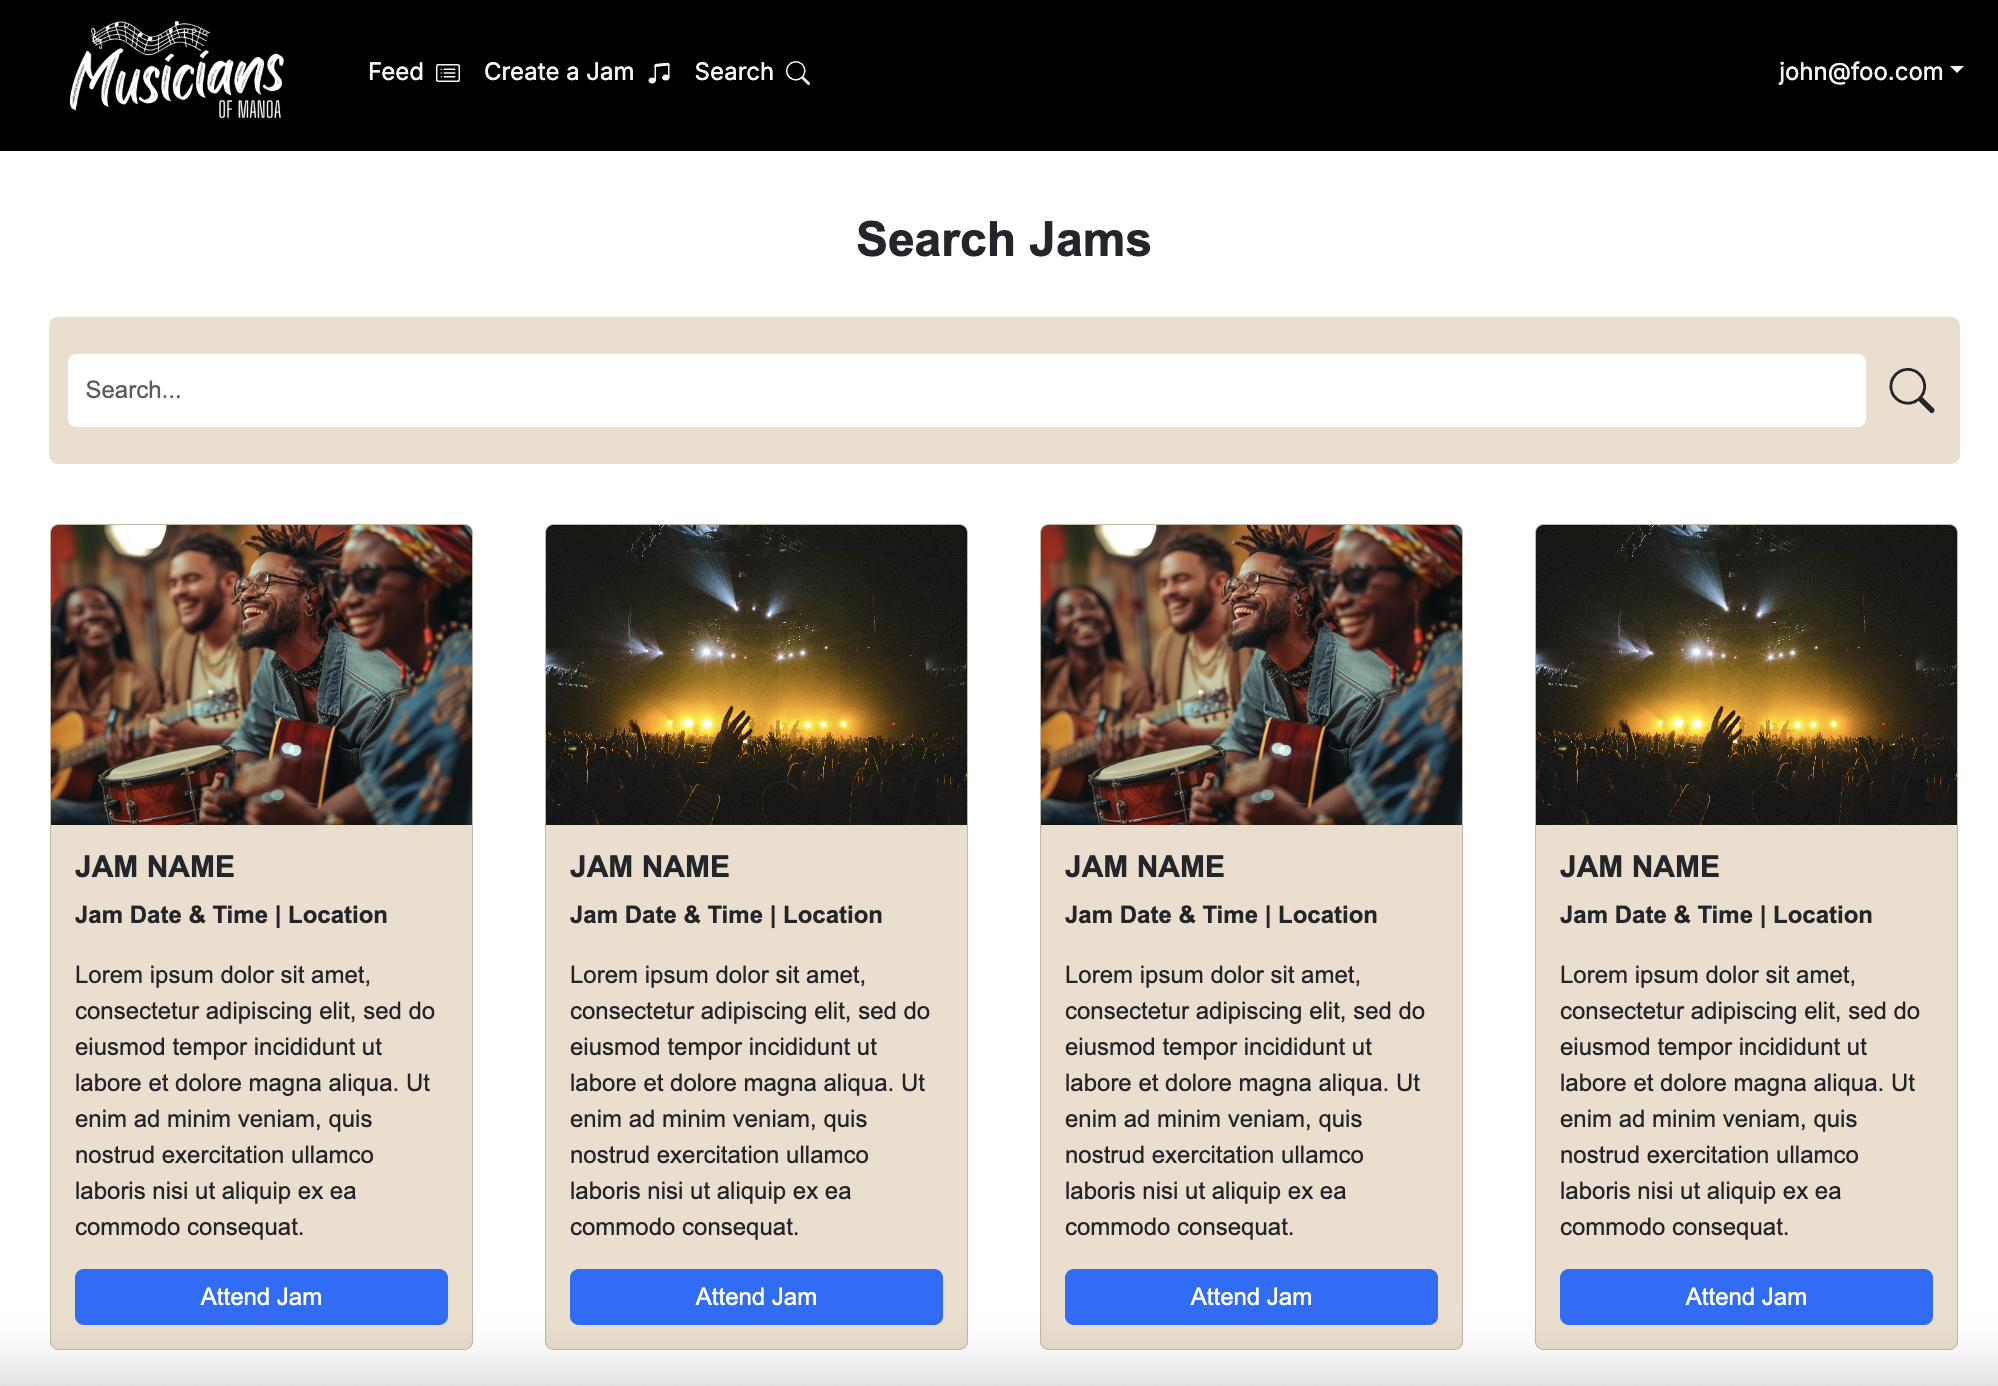 Musicians
OF MANOA
Feed Create a Jam Search john@foo.com
Search Jams
Search...
JAM NAME
Jam Date & Time | Location
Lorem ipsum dolor sit amet,
consectetur adipiscing elit, sed do
eiusmod tempor incididunt ut
labore et dolore magna aliqua. Ut
enim ad minim veniam, quis
nostrud exercitation ullamco
laboris nisi ut aliquip ex ea
commodo consequat.
Attend Jam
JAM NAME
Jam Date & Time | Location
Lorem ipsum dolor sit amet,
consectetur adipiscing elit, sed do
eiusmod tempor incididunt ut
labore et dolore magna aliqua. Ut
enim ad minim veniam, quis
nostrud exercitation ullamco
laboris nisi ut aliquip ex ea
commodo consequat.
Attend Jam
JAM NAME
Jam Date & Time | Location
Lorem ipsum dolor sit amet,
consectetur adipiscing elit, sed do
eiusmod tempor incididunt ut
labore et dolore magna aliqua. Ut
enim ad minim veniam, quis
nostrud exercitation ullamco
laboris nisi ut aliquip ex ea
commodo consequat.
Attend Jam
JAM NAME
Jam Date & Time | Location
Lorem ipsum dolor sit amet,
consectetur adipiscing elit, sed do
eiusmod tempor incididunt ut
labore et dolore magna aliqua. Ut
enim ad minim veniam, quis
nostrud exercitation ullamco
laboris nisi ut aliquip ex ea
commodo consequat.
Attend Jam